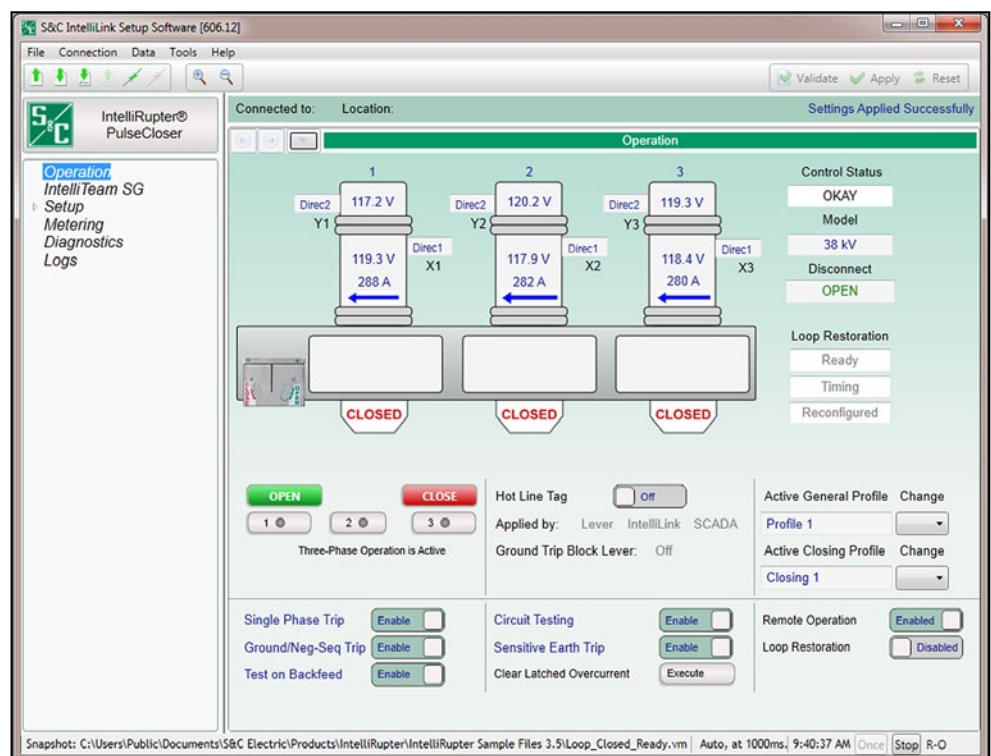 S&C IntelliLink Setup Software [606.12]
File Connection Data Tools Help
Validate Apply Reset
S&C
IntelliRupter®
PulseCloser
Connected to: Location: Settings Applied Successfully
Operation
Operation
IntelliTeam SG
Setup
Metering
Diagnostics
Logs
1 2 3
Direc2 117.2 V Direc2 120.2 V Direc2 119.3 V
Y1 Y2 Y3
Direc1 Direc1 Direc1
119.3 V X1 117.9 V X2 118.4 V X3
288 A 282 A 280 A
CLOSED CLOSED CLOSED
Control Status
OKAY
Model
38 kV
Disconnect
OPEN
Loop Restoration
Ready
Timing
Reconfigured
OPEN CLOSE
1 2 3
Three-Phase Operation is Active
Hot Line Tag Off
Applied by: Lever IntelliLink SCADA
Ground Trip Block Lever: Off
Active General Profile Change
Profile 1
Active Closing Profile Change
Closing 1
Single Phase Trip Enable
Ground/Neg-Seq Trip Enable
Test on Backfeed Enable
Circuit Testing Enable
Sensitive Earth Trip Enable
Clear Latched Overcurrent Execute
Remote Operation Enabled
Loop Restoration Disabled
Snapshot: C:\Users\Public\Documents\S&C Electric\Products\IntelliRupter\IntelliRupter Sample Files 3.5\Loop_Closed_Ready.vm Auto, at 1000ms, 9:40:37 AM Once Stop R-O